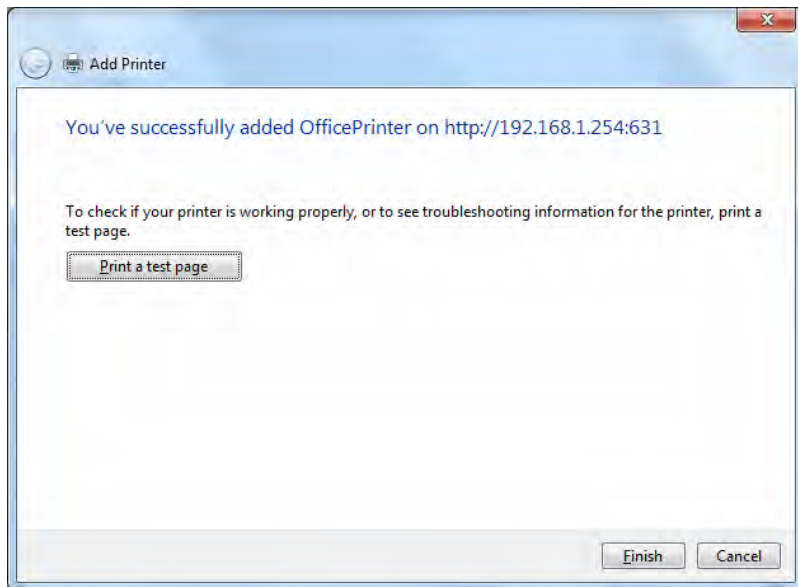 Add Printer
You've successfully added OfficePrinter on http://192.168.1.254:631
To check if your printer is working properly, or to see troubleshooting information for the printer, print a
test page.
Print a test page
Finish Cancel